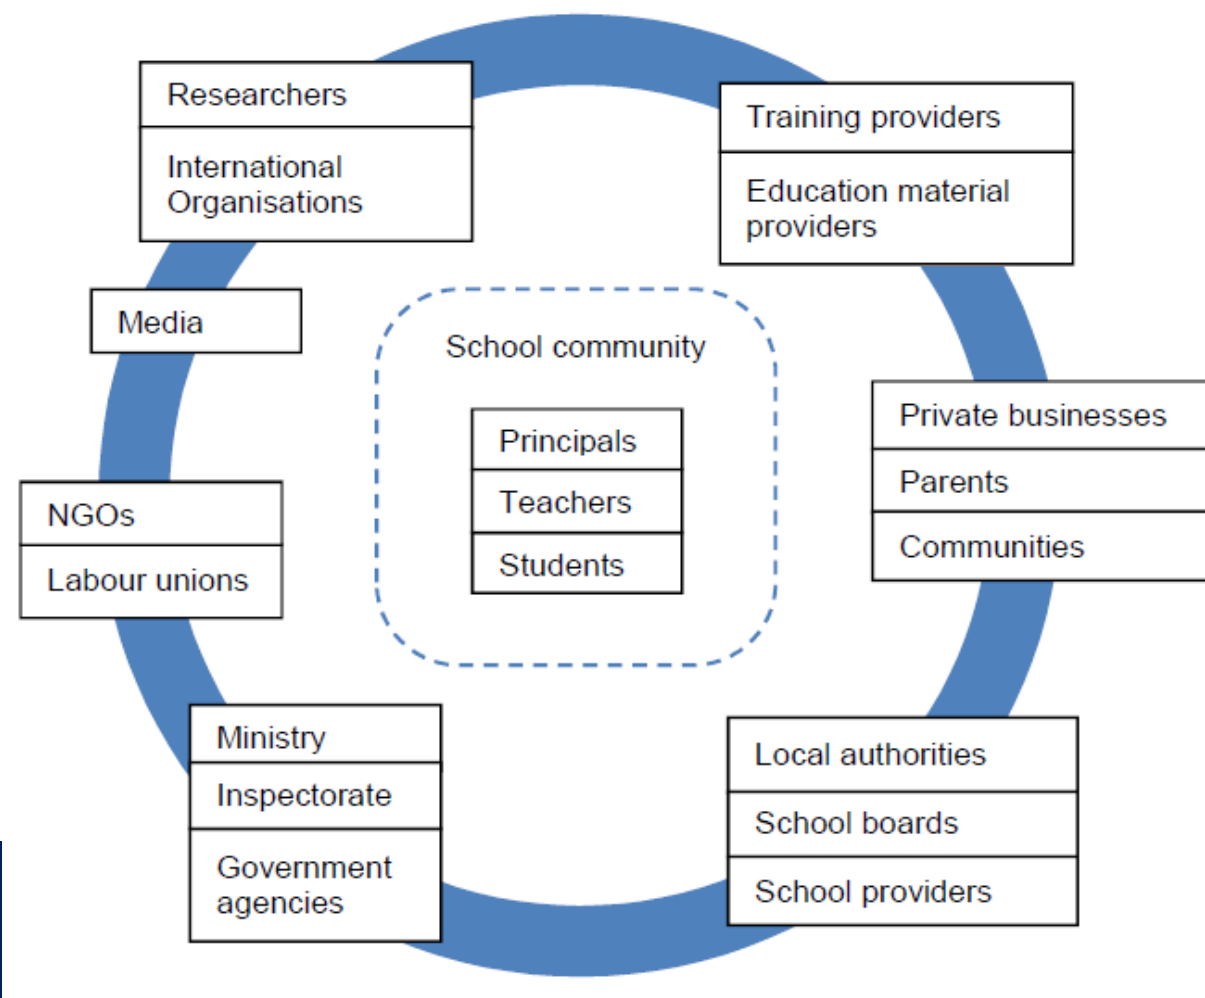 Researchers
International
Organisations
Training providers
Education material
providers
Media
School community
Principals
Teachers
Students
Private businesses
Parents
Communities
NGOs
Labour unions
Ministry
Inspectorate
Government
agencies
Local authorities
School boards
School providers